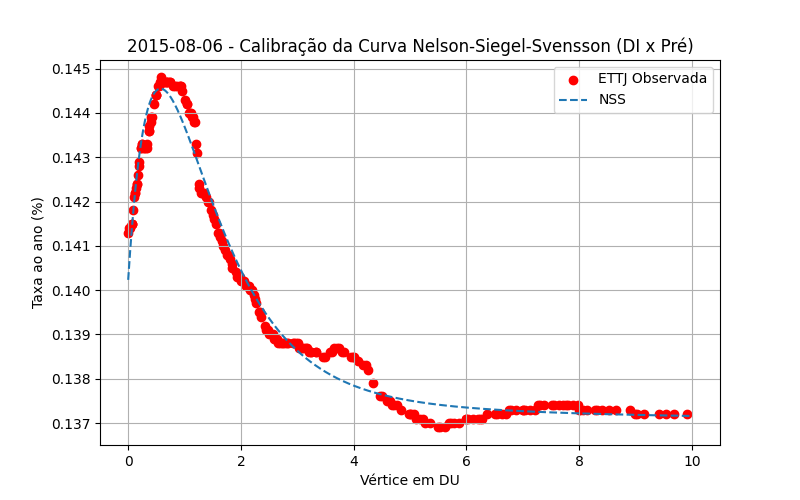 2015-08-06 - Calibração da Curva Nelson-Siegel-Svensson (DI x Pré)
ETTJ Observada
NSS
Taxa ao ano (%)
0.145
0.144
0.143
0.142
0.141
0.140
0.139
0.138
0.137
0 2 4 6 8 10
Vértice em DU